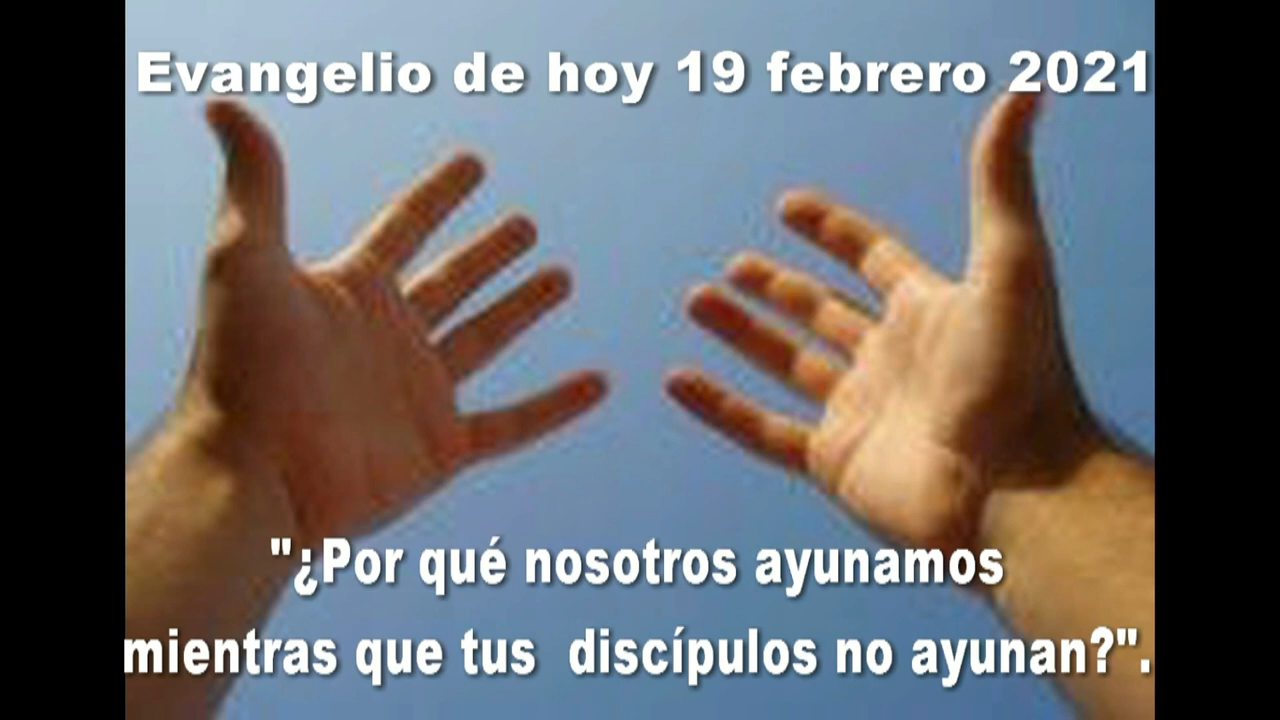 Evangelio de hoy 19 febrero 2021
"¿Por qué nosotros ayunamos
mientras que tus discípulos no ayunan?".